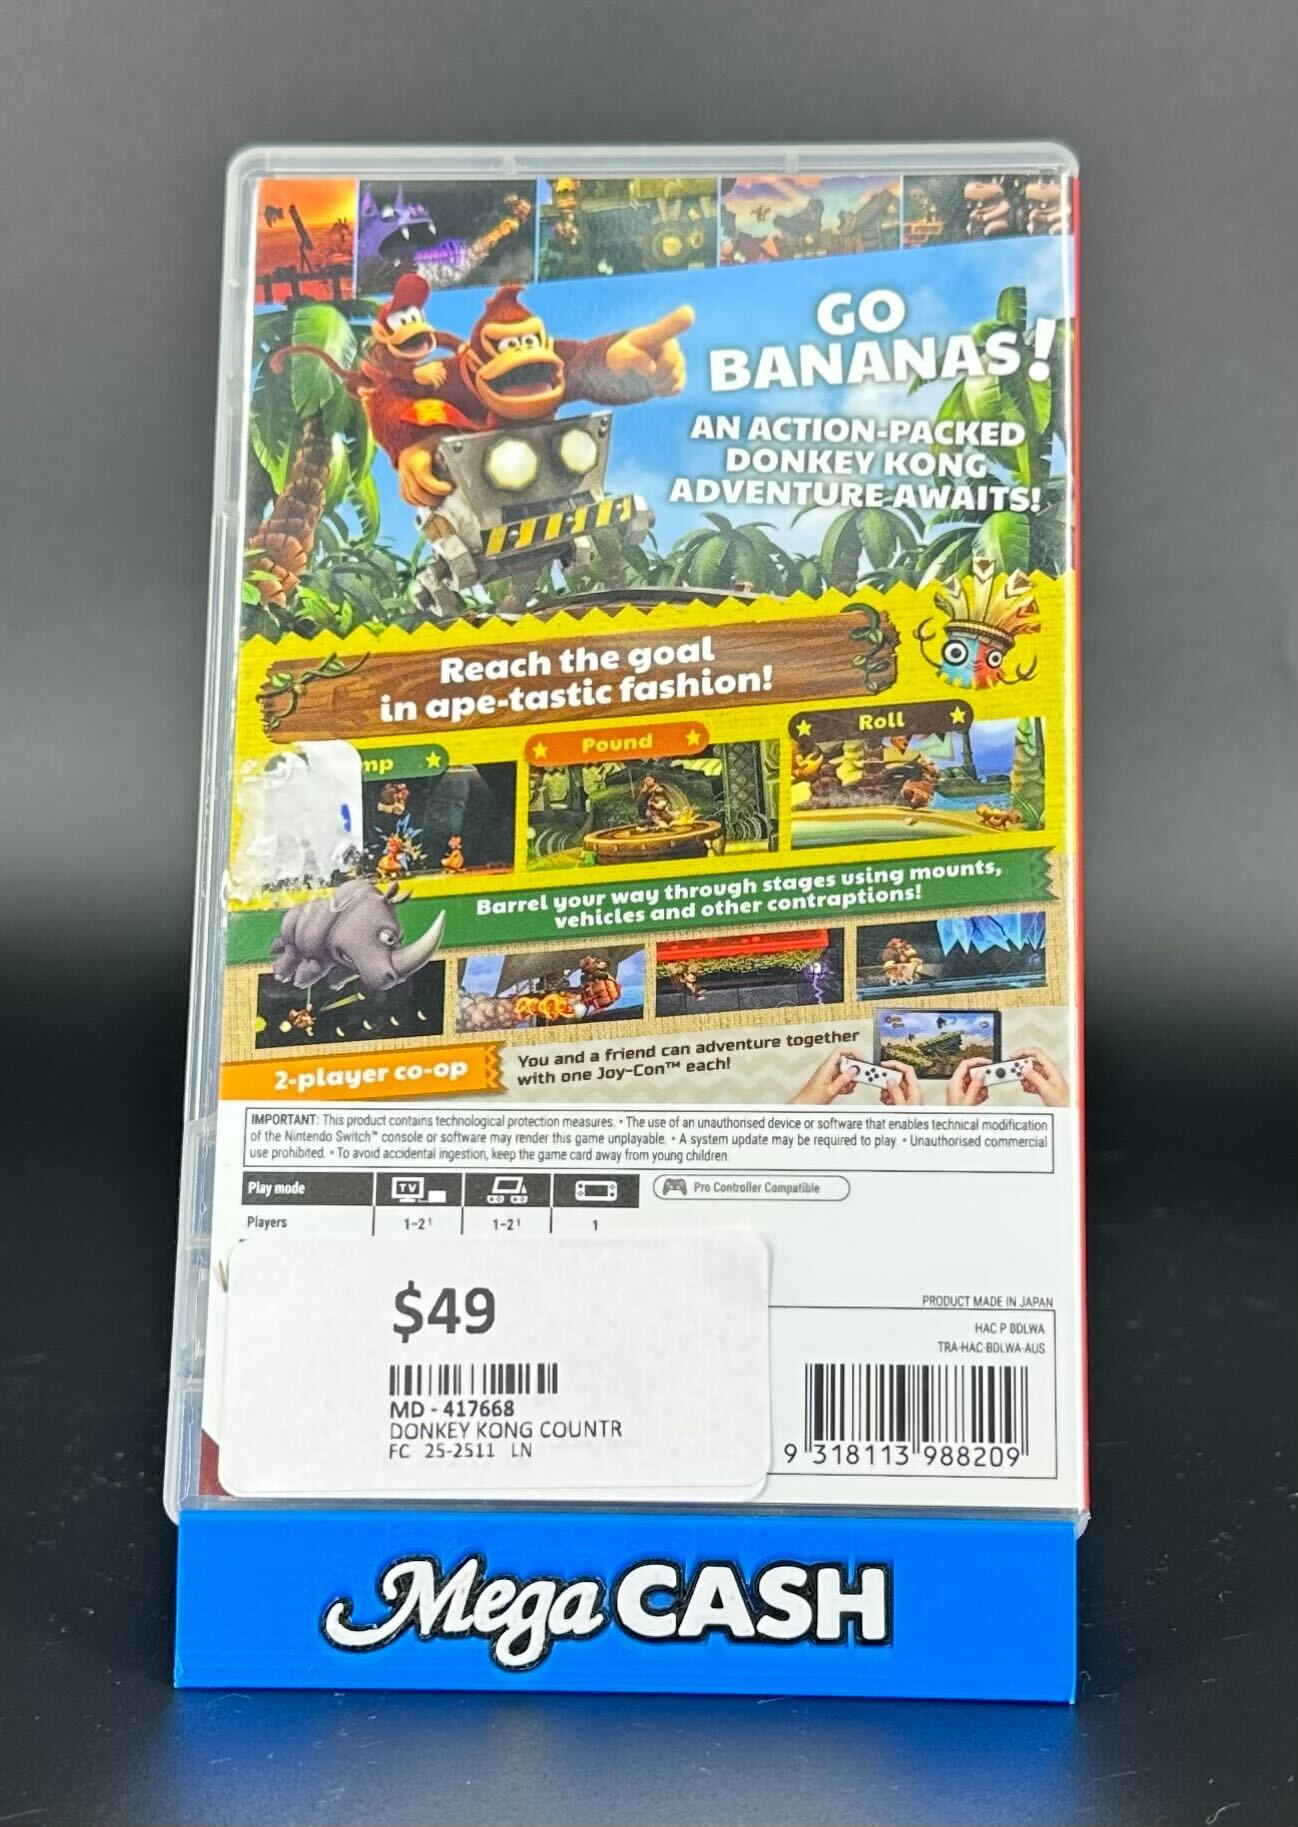 GO
BANANAS!
AN ACTION-PACKED
DONKEY KONG
ADVENTURE AWAITS!
Reach the goal
in ape-tastic fashion!
mp
Pound
Roll
Barrel your way through stages using mounts,
vehicles and other contraptions!
2-player co-op
You and a friend can adventure together
with one Joy-Con™ each!
IMPORTANT: This product contains technological protection measures. • The use of an unauthorised device or software that enables technical modification
of the Nintendo Switch™ console or software may render this game unplayable. • A system update may be required to play. • Unauthorised commercial
use prohibited. • To avoid accidental ingestion, keep the game card away from young children
Play mode
TV
Pro Controller Compatible
Players
1-2¹
1-2¹
1
$49
MD - 417668
DONKEY KONG COUNTR
FC 25-2511 LN
PRODUCT MADE IN JAPAN
HAC P BDLWA
TRA-HAC-BDLWA-AUS
9 318113 988209
Mega CASH